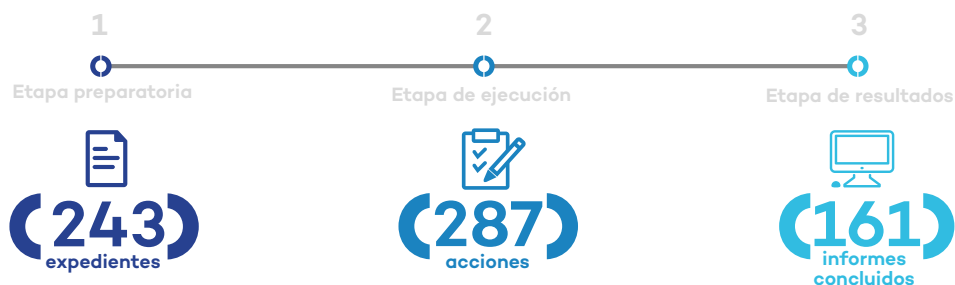 1
2
3
Etapa preparatoria
Etapa de ejecución
Etapa de resultados
(243)
expedientes
(287)
acciones
(161)
informes
concluidos